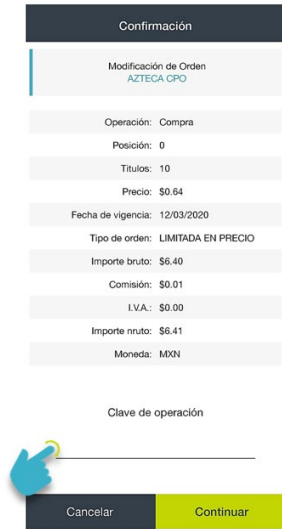 Confirmación
Modificación de Orden
AZTECA CPO
Operación: Compra
Posición: 0
Titulos: 10
Precio: $0.64
Fecha de vigencia: 12/03/2020
Tipo de orden: LIMITADA EN PRECIO
Importe bruto: $6.40
Comisión: $0.01
I.V.A.: $0.00
Importe nruto: $6.41
Moneda: MXN
Clave de operación
Cancelar Continuar